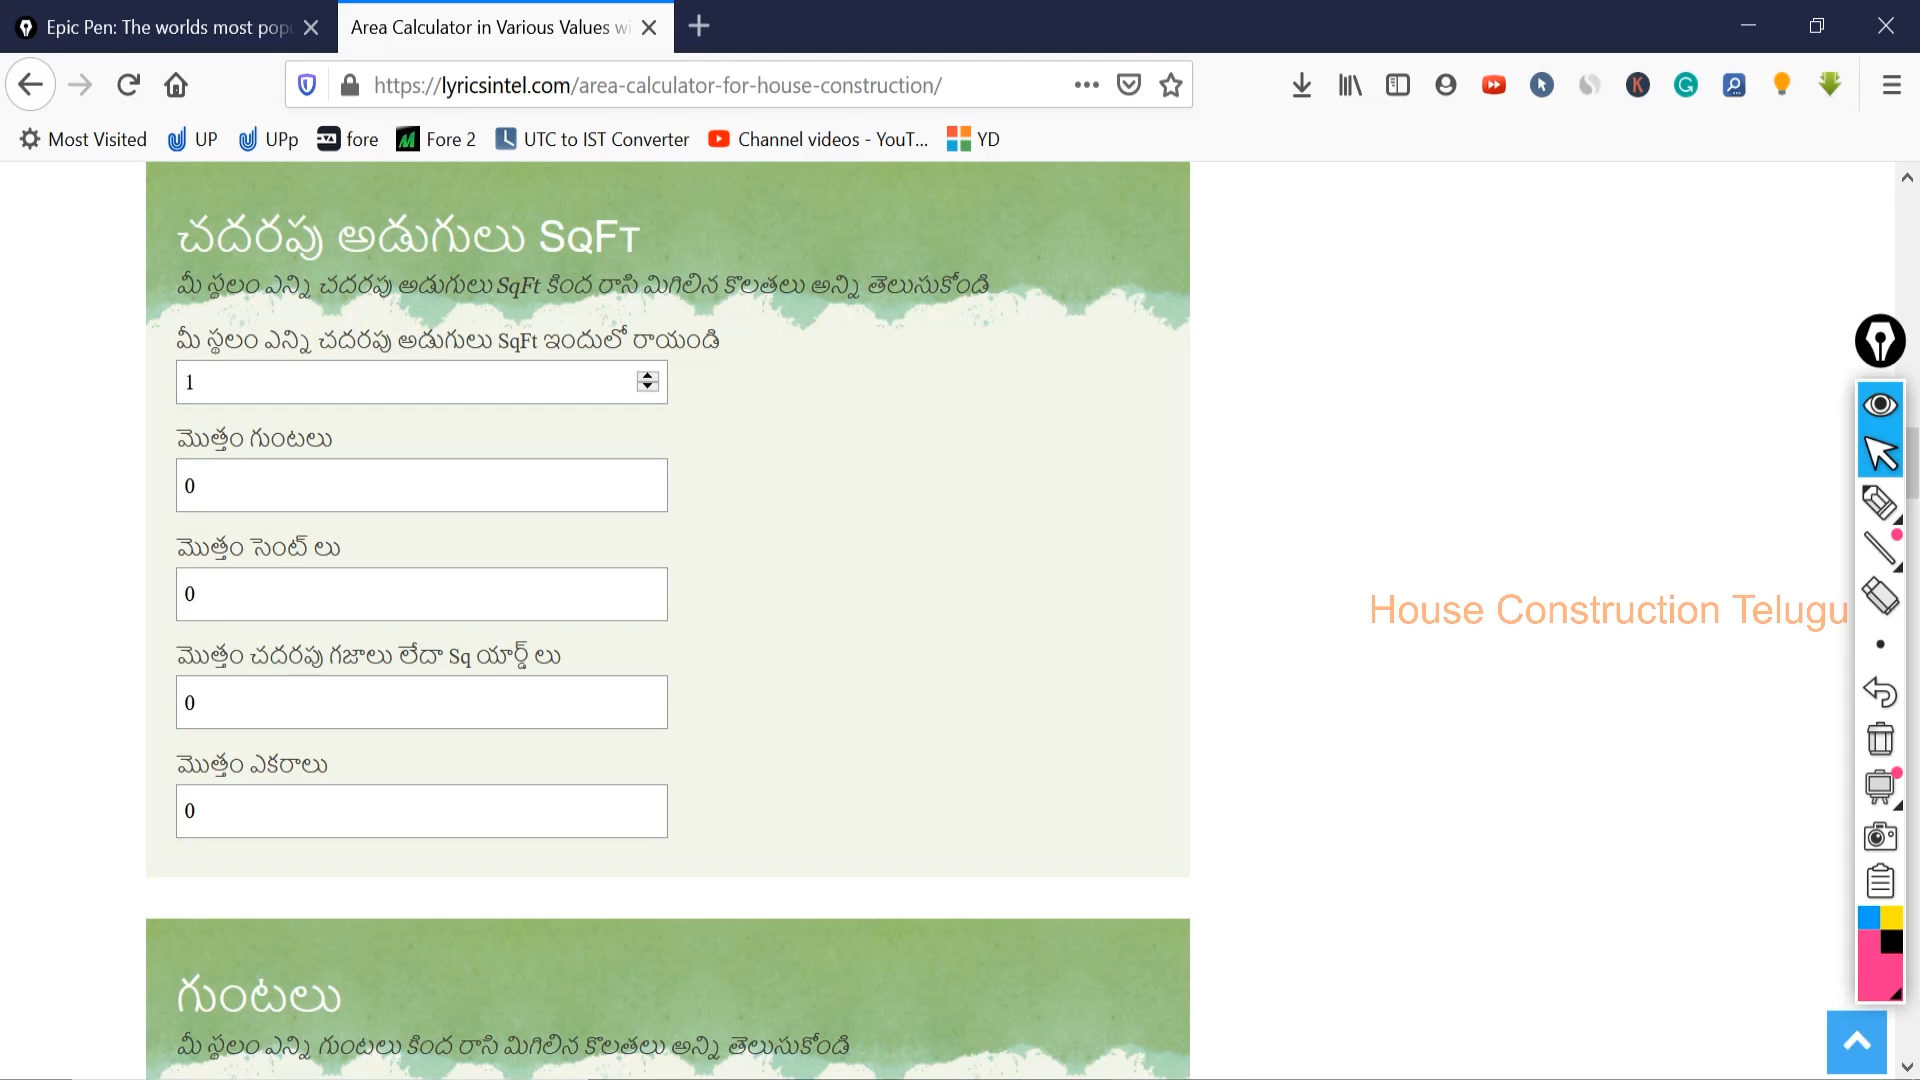 Epic Pen: The worlds most pop
Area Calculator in Various Values wi
https://lyricsintel.com/area-calculator-for-house-construction/
Most Visited
UP
UPp
fore
Fore 2
UTC to IST Converter
Channel videos - YouT...
YD
చదరపు అడుగులు SqFt
మీ స్థలం ఎన్ని చదరపు అడుగులు SqFt కింద రాసి మిగిలిన కొలతలు అన్ని తెలుసుకోండి
మీ స్థలం ఎన్ని చదరపు అడుగులు SqFt ఇందులో రాయండి
1
మొత్తం గుంటలు
0
మొత్తం సెంట్ లు
0
House Construction Telugu
మొత్తం చదరపు గజాలు లేదా Sq యార్డ్ లు
0
మొత్తం ఎకరాలు
0
గుంటలు
మీ స్థలం ఎన్ని గుంటలు కింద రాసి మిగిలిన కొలతలు అన్ని తెలుసుకోండి